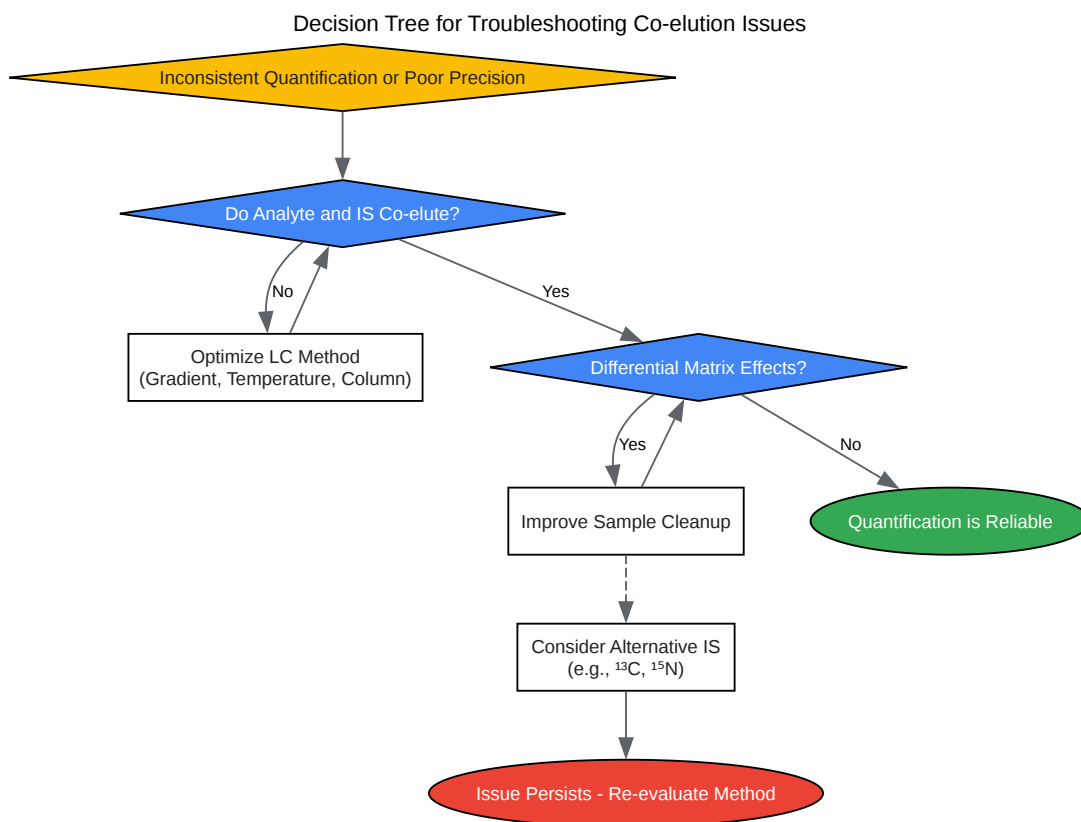 Decision Tree for Troubleshooting Co-elution Issues
Inconsistent Quantification or Poor Precision
Do Analyte and IS Co-elute?
No
Yes
Optimize LC Method
(Gradient, Temperature, Column)
Differential Matrix Effects?
Yes
No
Improve Sample Cleanup
Quantification is Reliable
Consider Alternative IS
(e.g., ¹³C, ¹⁵N)
Issue Persists - Re-evaluate Method